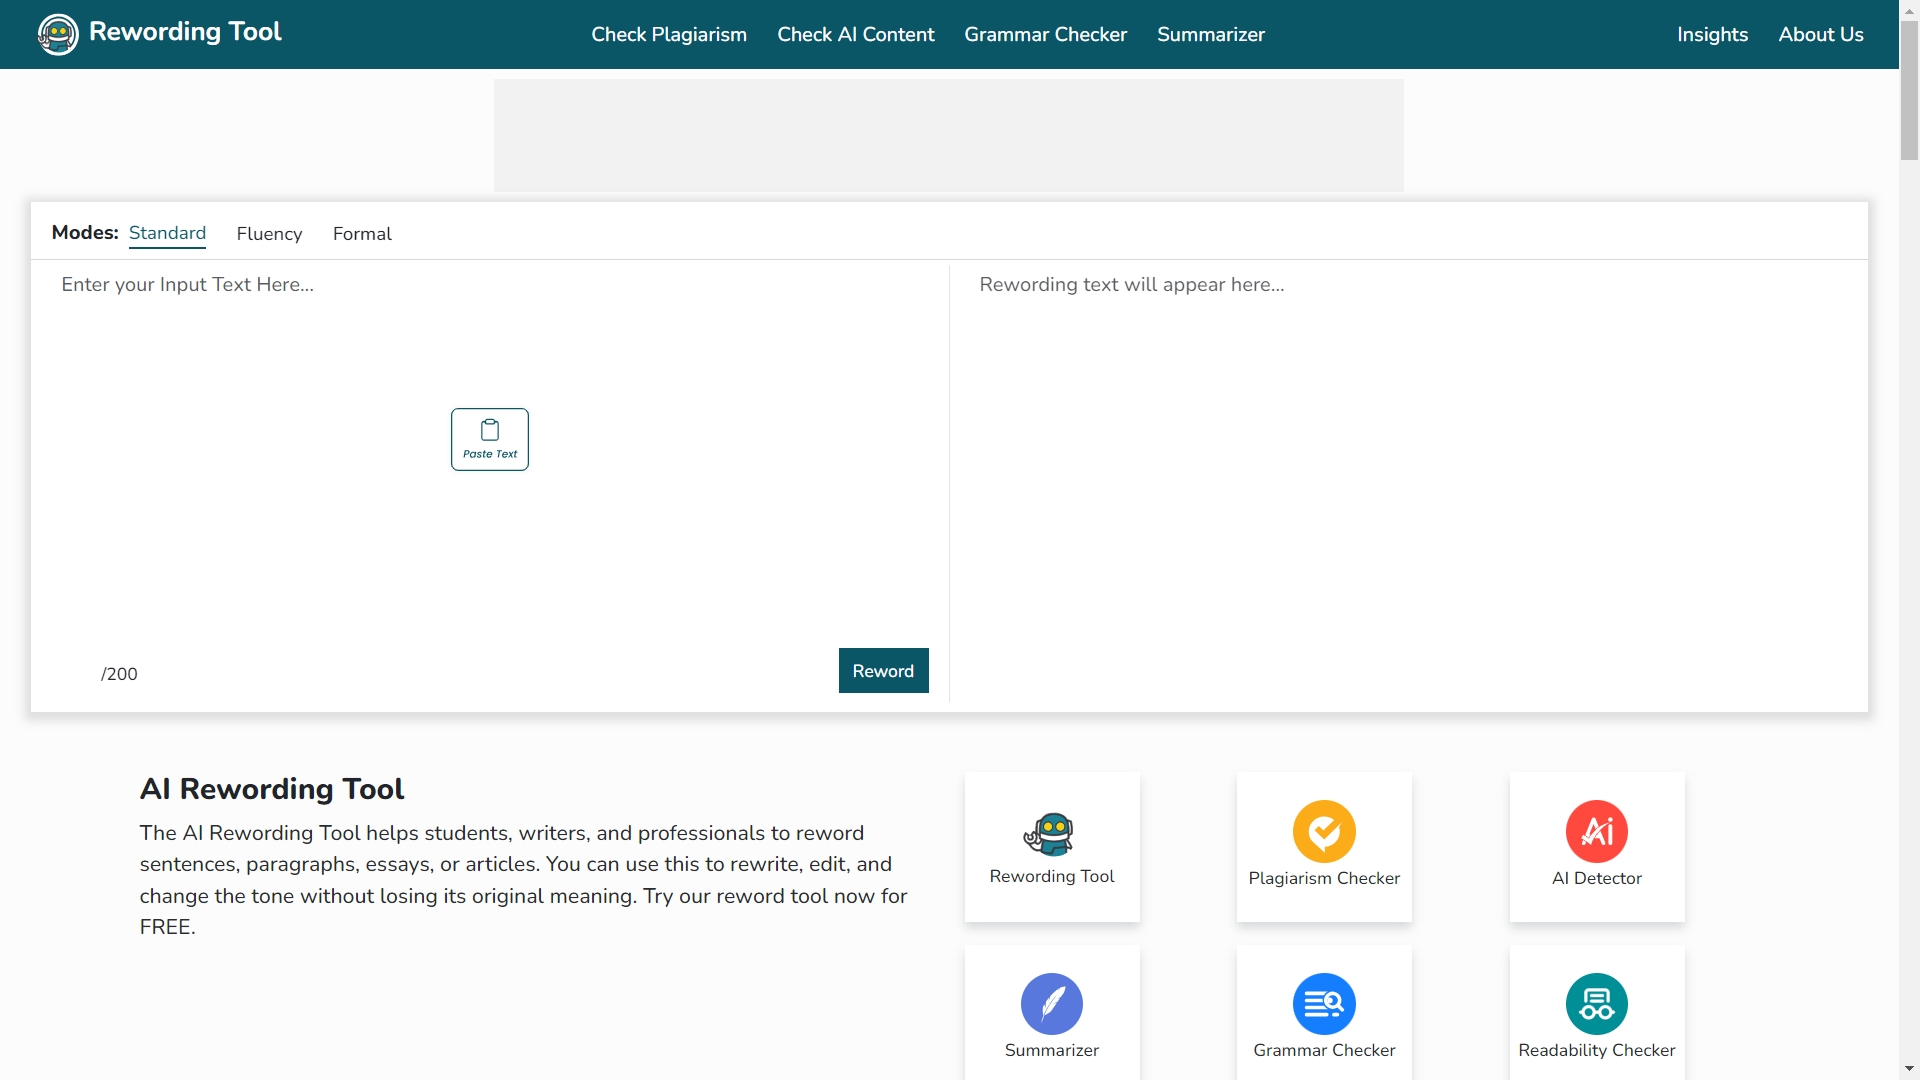 Rewording Tool
Check Plagiarism
Check AI Content
Grammar Checker
Summarizer
Insights
About Us
Modes:
Standard
Fluency
Formal
Enter your Input Text Here...
Rewording text will appear here...
Paste Text
/200
Reword
AI Rewording Tool
The AI Rewording Tool helps students, writers, and professionals to reword
sentences, paragraphs, essays, or articles. You can use this to rewrite, edit, and
change the tone without losing its original meaning. Try our reword tool now for
FREE.
Rewording Tool
Plagiarism Checker
Ai
AI Detector
Summarizer
Grammar Checker
Readability Checker